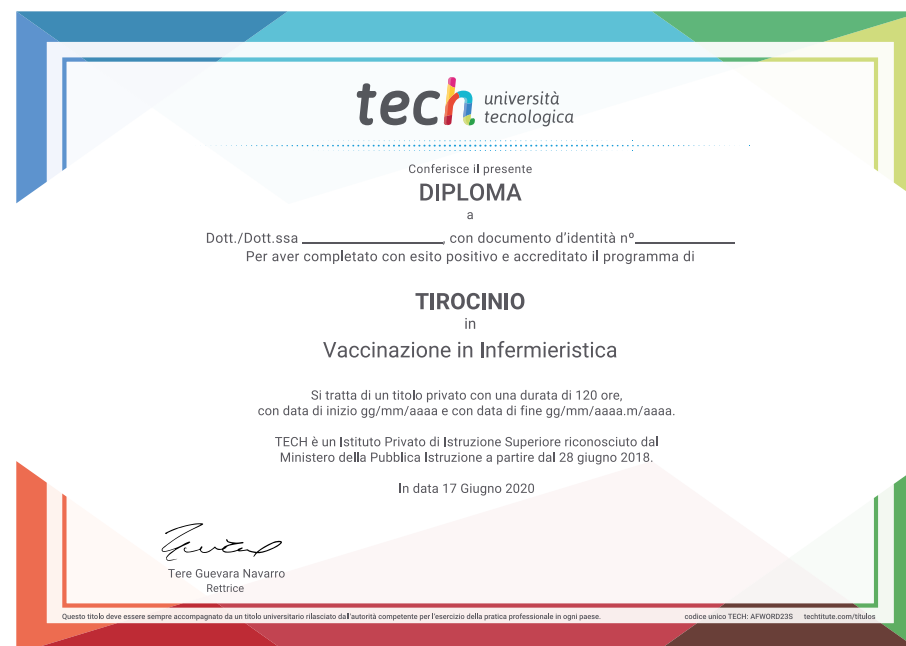 tech università
tecnologica
Conferisce il presente
DIPLOMA
a
Dott./Dott.ssa ____________________, con documento d'identità nº______________
Per aver completato con esito positivo e accreditato il programma di
TIROCINIO
in
Vaccinazione in Infermieristica
Si tratta di un titolo privato con una durata di 120 ore,
con data di inizio gg/mm/aaaa e con data di fine gg/mm/aaaa.m/aaaa.
TECH è un Istituto Privato di Istruzione Superiore riconosciuto dal
Ministero della Pubblica Istruzione a partire dal 28 giugno 2018.
In data 17 Giugno 2020
Tere Guevara Navarro
Rettrice
Questo titolo deve essere sempre accompagnato da un titolo universitario rilasciato dall'autorità competente per l'esercizio della pratica professionale in ogni paese. codice unico TECH: AFWORD23S techtitute.com/titulos